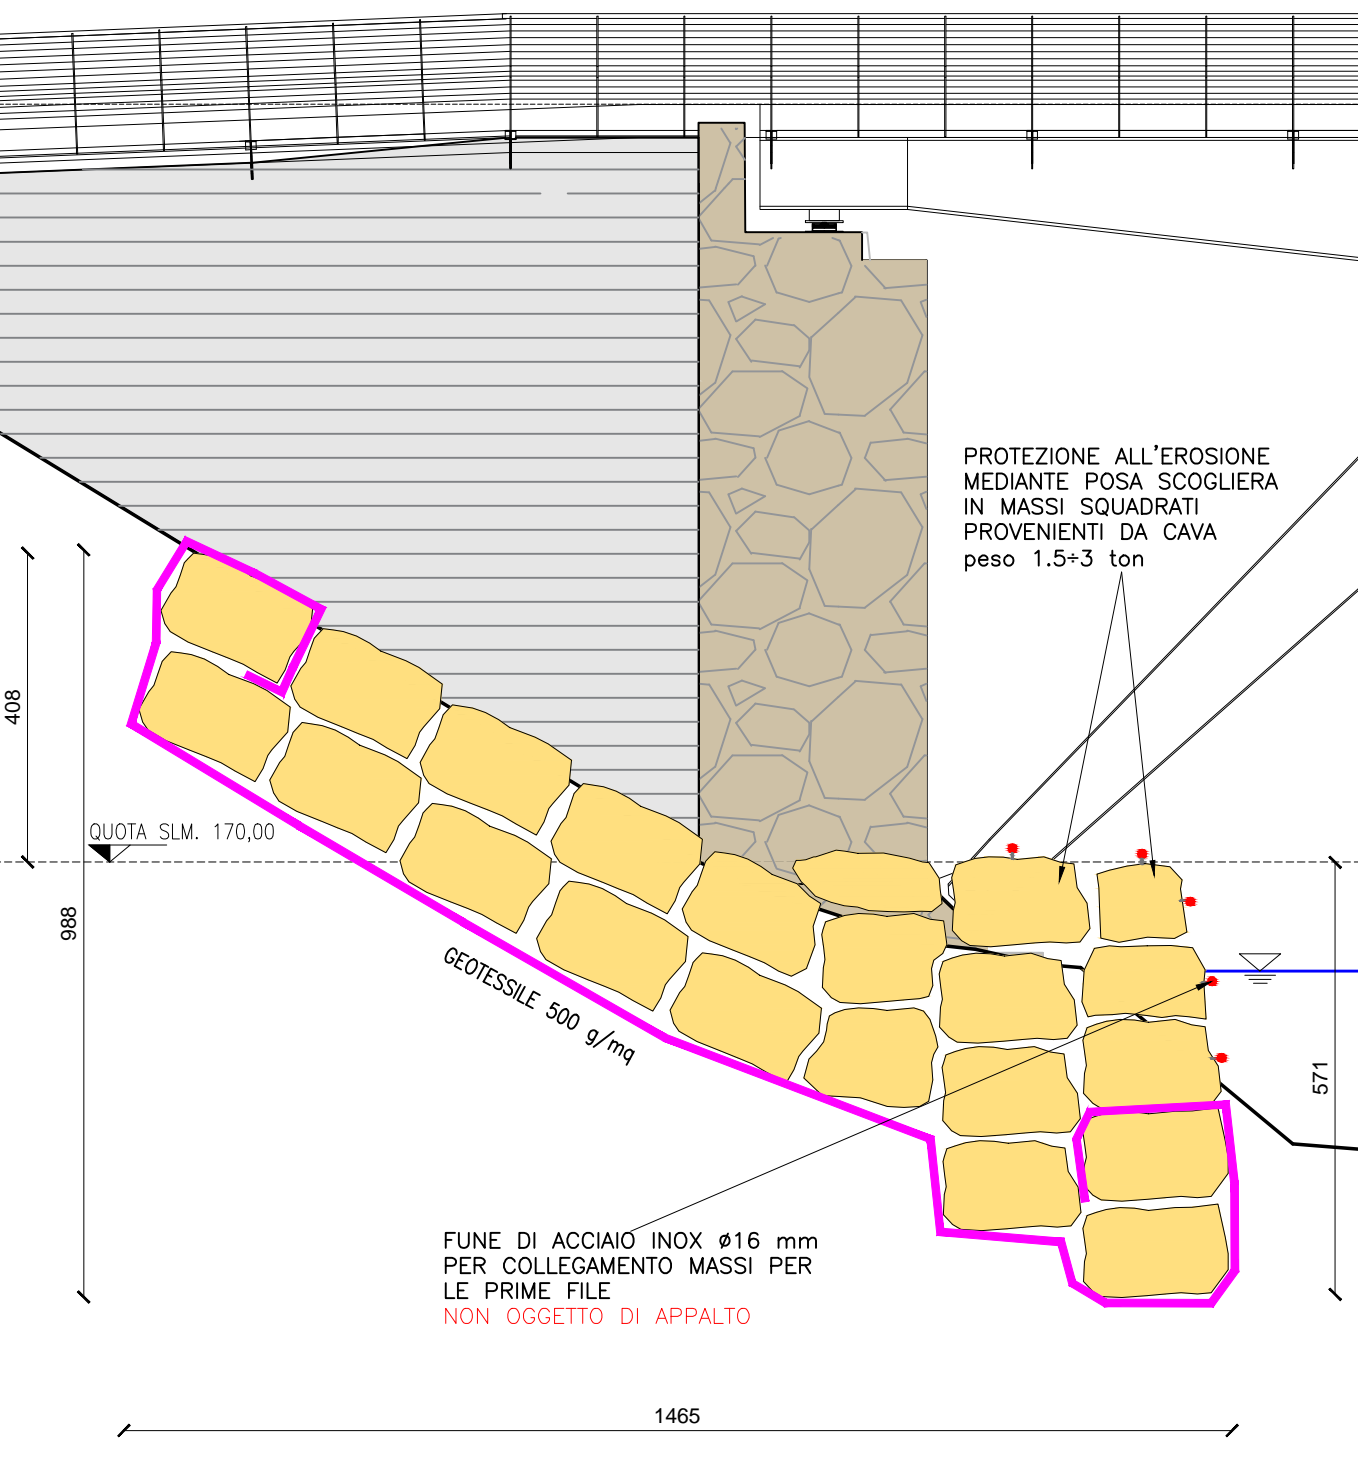 PROTEZIONE ALL'EROSIONE
MEDIANTE POSA SCOGLIERA
IN MASSI SQUADRATI
PROVENIENTI DA CAVA
peso 1.5÷3 ton
408
QUOTA SLM. 170,00
988
GEOTESSILE 500 g/mq
571
FUNE DI ACCIAIO INOX ø16 mm
PER COLLEGAMENTO MASSI PER
LE PRIME FILE
NON OGGETTO DI APPALTO
1465